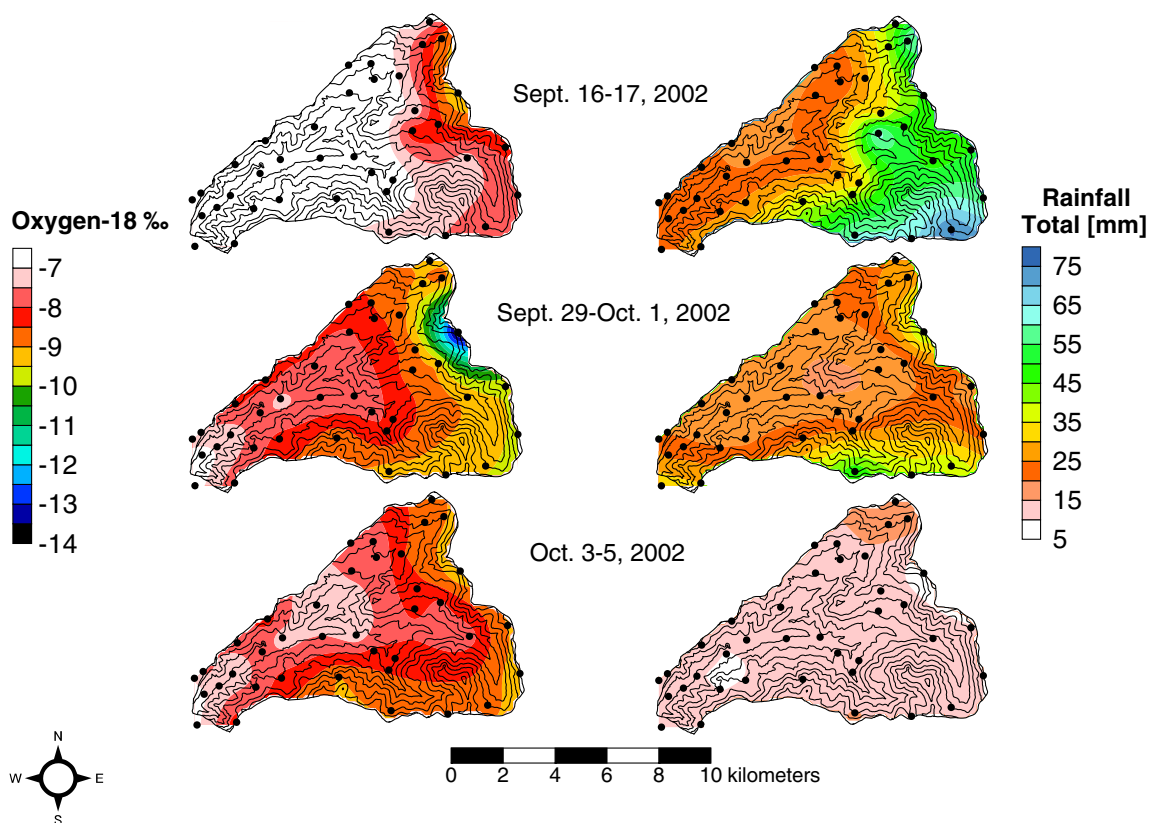 Sept. 16-17, 2002
Oxygen-18 ‰
-7
-8
-9
-10
-11
-12
-13
-14
Sept. 29-Oct. 1, 2002
Rainfall
Total [mm]
75
65
55
45
35
25
15
5
Oct. 3-5, 2002
N
W
E
S
0 2 4 6 8 10 kilometers